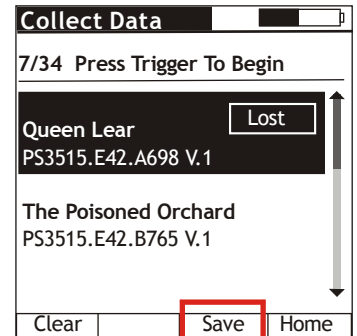 Collect Data
7/34 Press Trigger To Begin
Lost
Queen Lear
PS3515.E42.A698 V.1
The Poisoned Orchard
PS3515.E42.B765 V.1
Clear Save Home